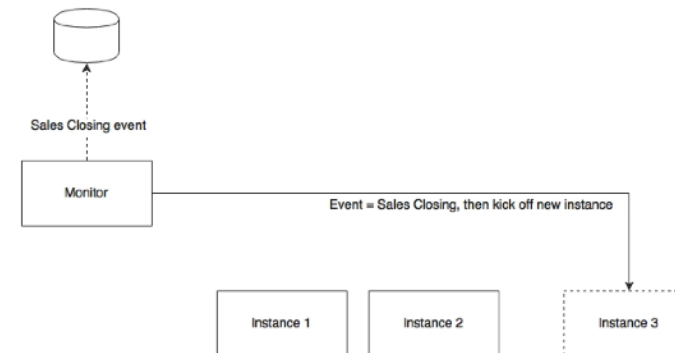 Sales Closing event
Monitor
Event = Sales Closing, then kick off new instance
Instance 1
Instance 2
Instance 3